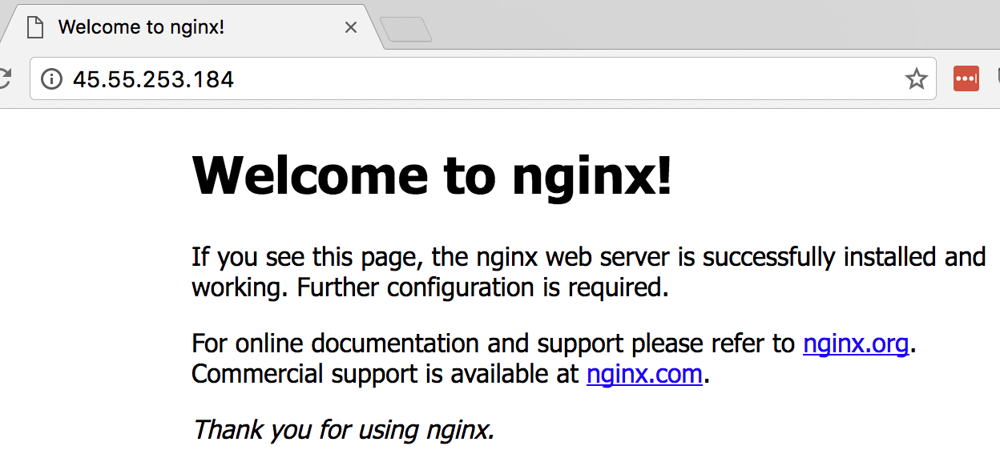 Welcome to nginx!
45.55.253.184
Welcome to nginx!
If you see this page, the nginx web server is successfully installed and
working. Further configuration is required.
For online documentation and support please refer to nginx.org.
Commercial support is available at nginx.com.
Thank you for using nginx.